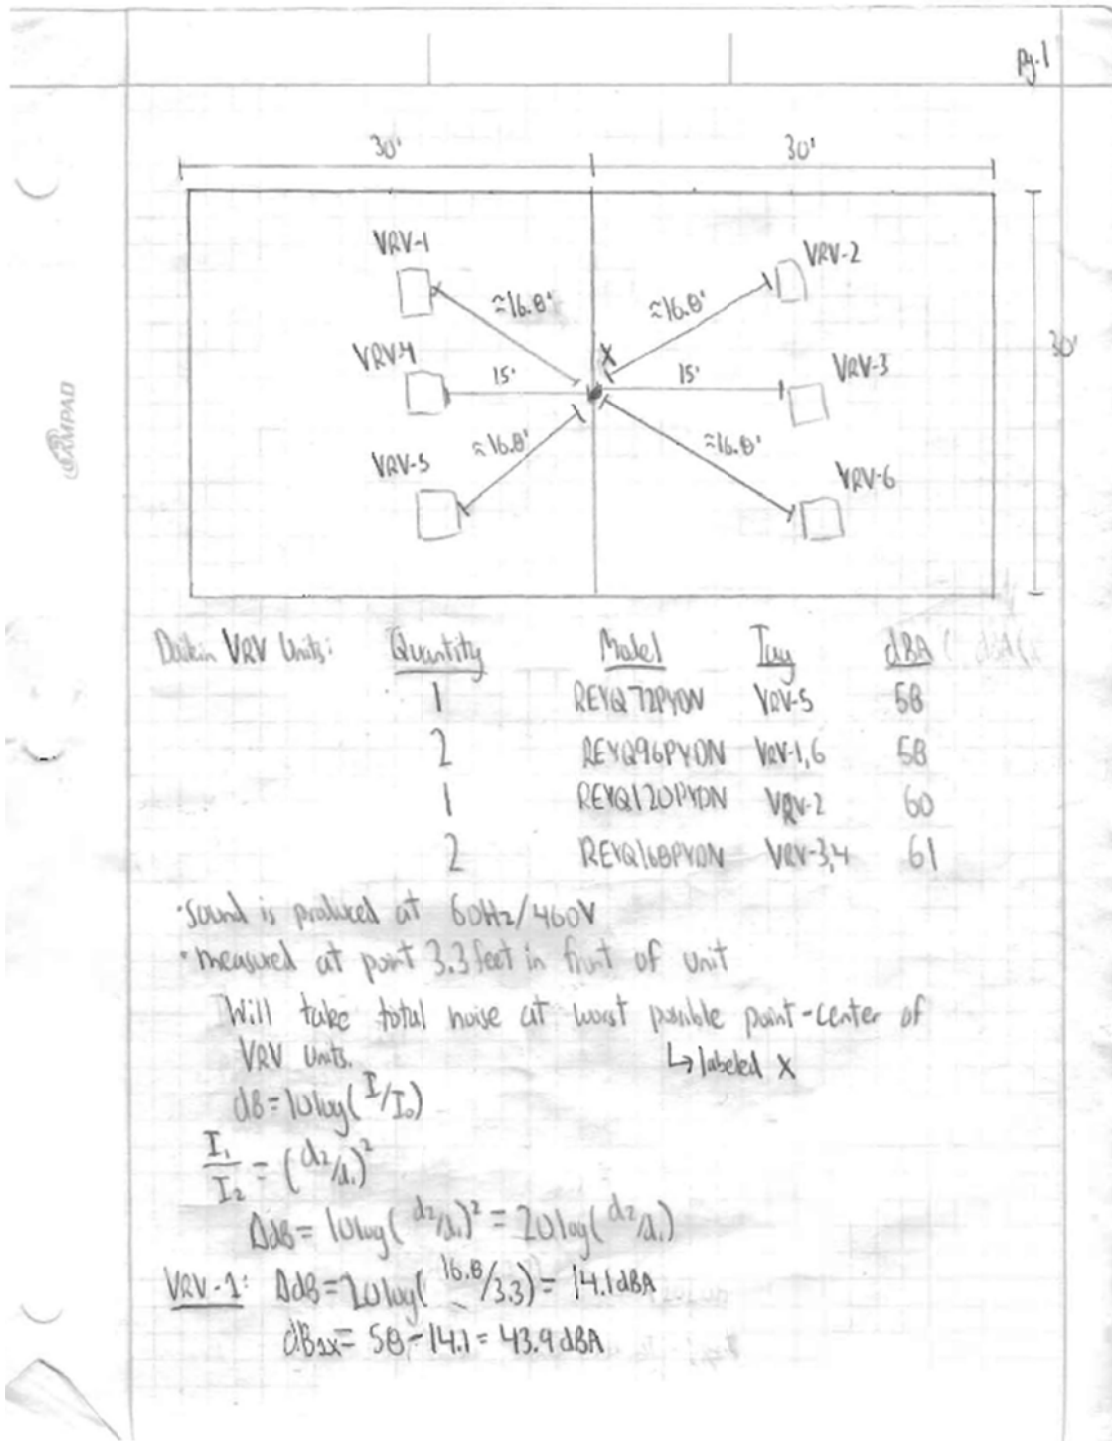 pg.1
30' 30'
VRV-1 VRV-2
≈16.8' ≈16.8'
30'
X
VRV-4 15' 15' VRV-3
≈16.8' ≈16.8'
VRV-5 VRV-6
AMPAD
Daikin VRV Units: Quantity Model Tag dBA
1 REYQ72PYDN VRV-5 58
2 REYQ96PYDN VRV-1,6 58
1 REYQ120PYDN VRV-2 60
2 REYQ168PYDN VRV-3,4 61
·sound is produced at 60Hz/460V
·measured at point 3.3 feet in front of unit
Will take total noise at worst possible point-center of
VRV units. ↳labeled X
dB=10log(I/I₀)
I₁/I₂ = (d₂/d₁)²
ΔdB= 10log(d₂/d₁)² = 20log(d₂/d₁)
VRV-1: ΔdB=20log(16.8/3.3)= 14.1dBA
dB1x= 58-14.1= 43.9dBA